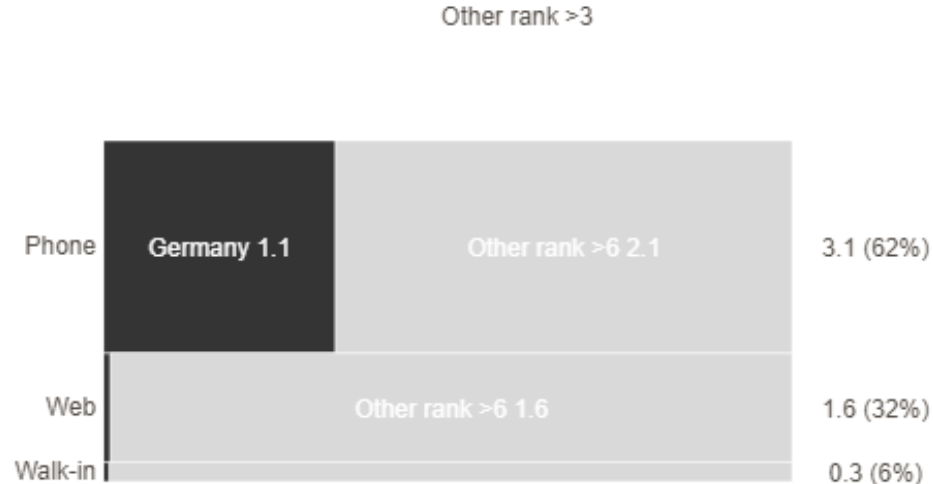 Other rank >3
Phone Germany 1.1 Other rank >6 2.1 3.1 (62%)
Web Other rank >6 1.6 1.6 (32%)
Walk-in 0.3 (6%)